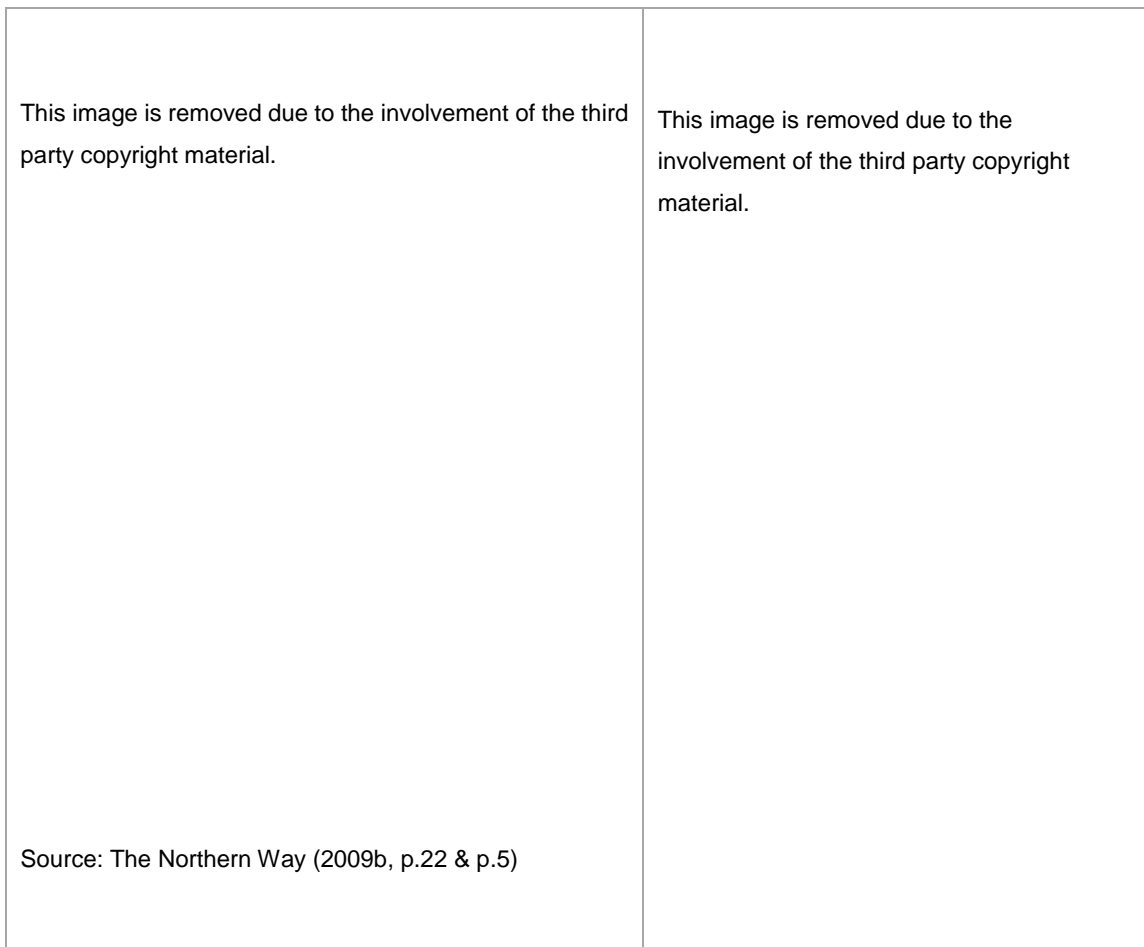 This image is removed due to the involvement of the third
party copyright material.
Source: The Northern Way (2009b, p.22 & p.5)
This image is removed due to the
involvement of the third party copyright
material.